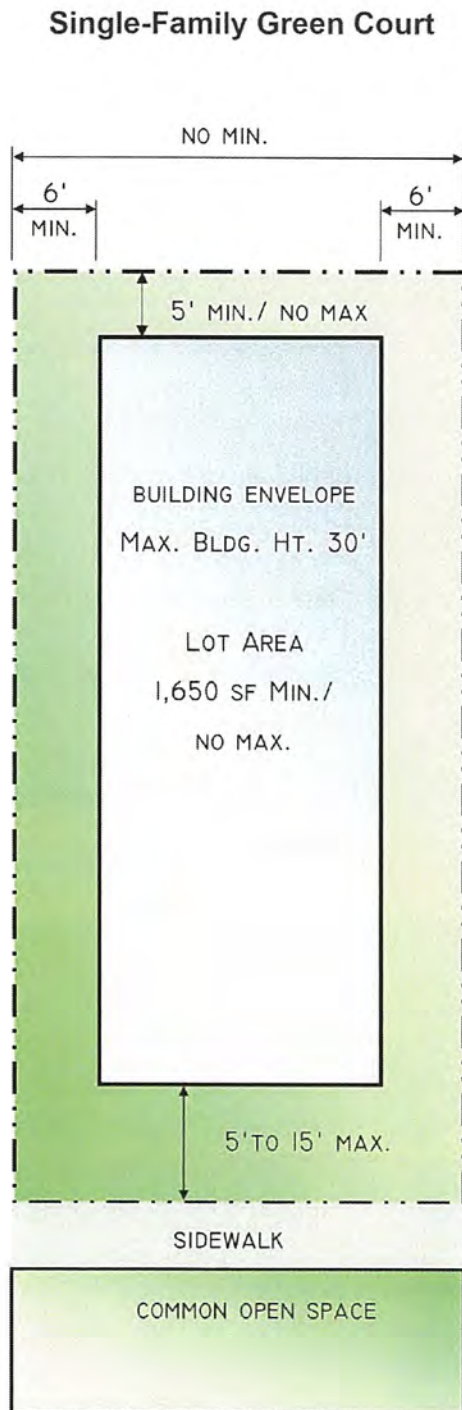 Single-Family Green Court
NO MIN.
6'
MIN.
6'
MIN.
5' MIN./ NO MAX
BUILDING ENVELOPE
MAX. BLDG. HT. 30'
LOT AREA
1,650 SF MIN./
NO MAX.
5'TO 15' MAX.
SIDEWALK
COMMON OPEN SPACE